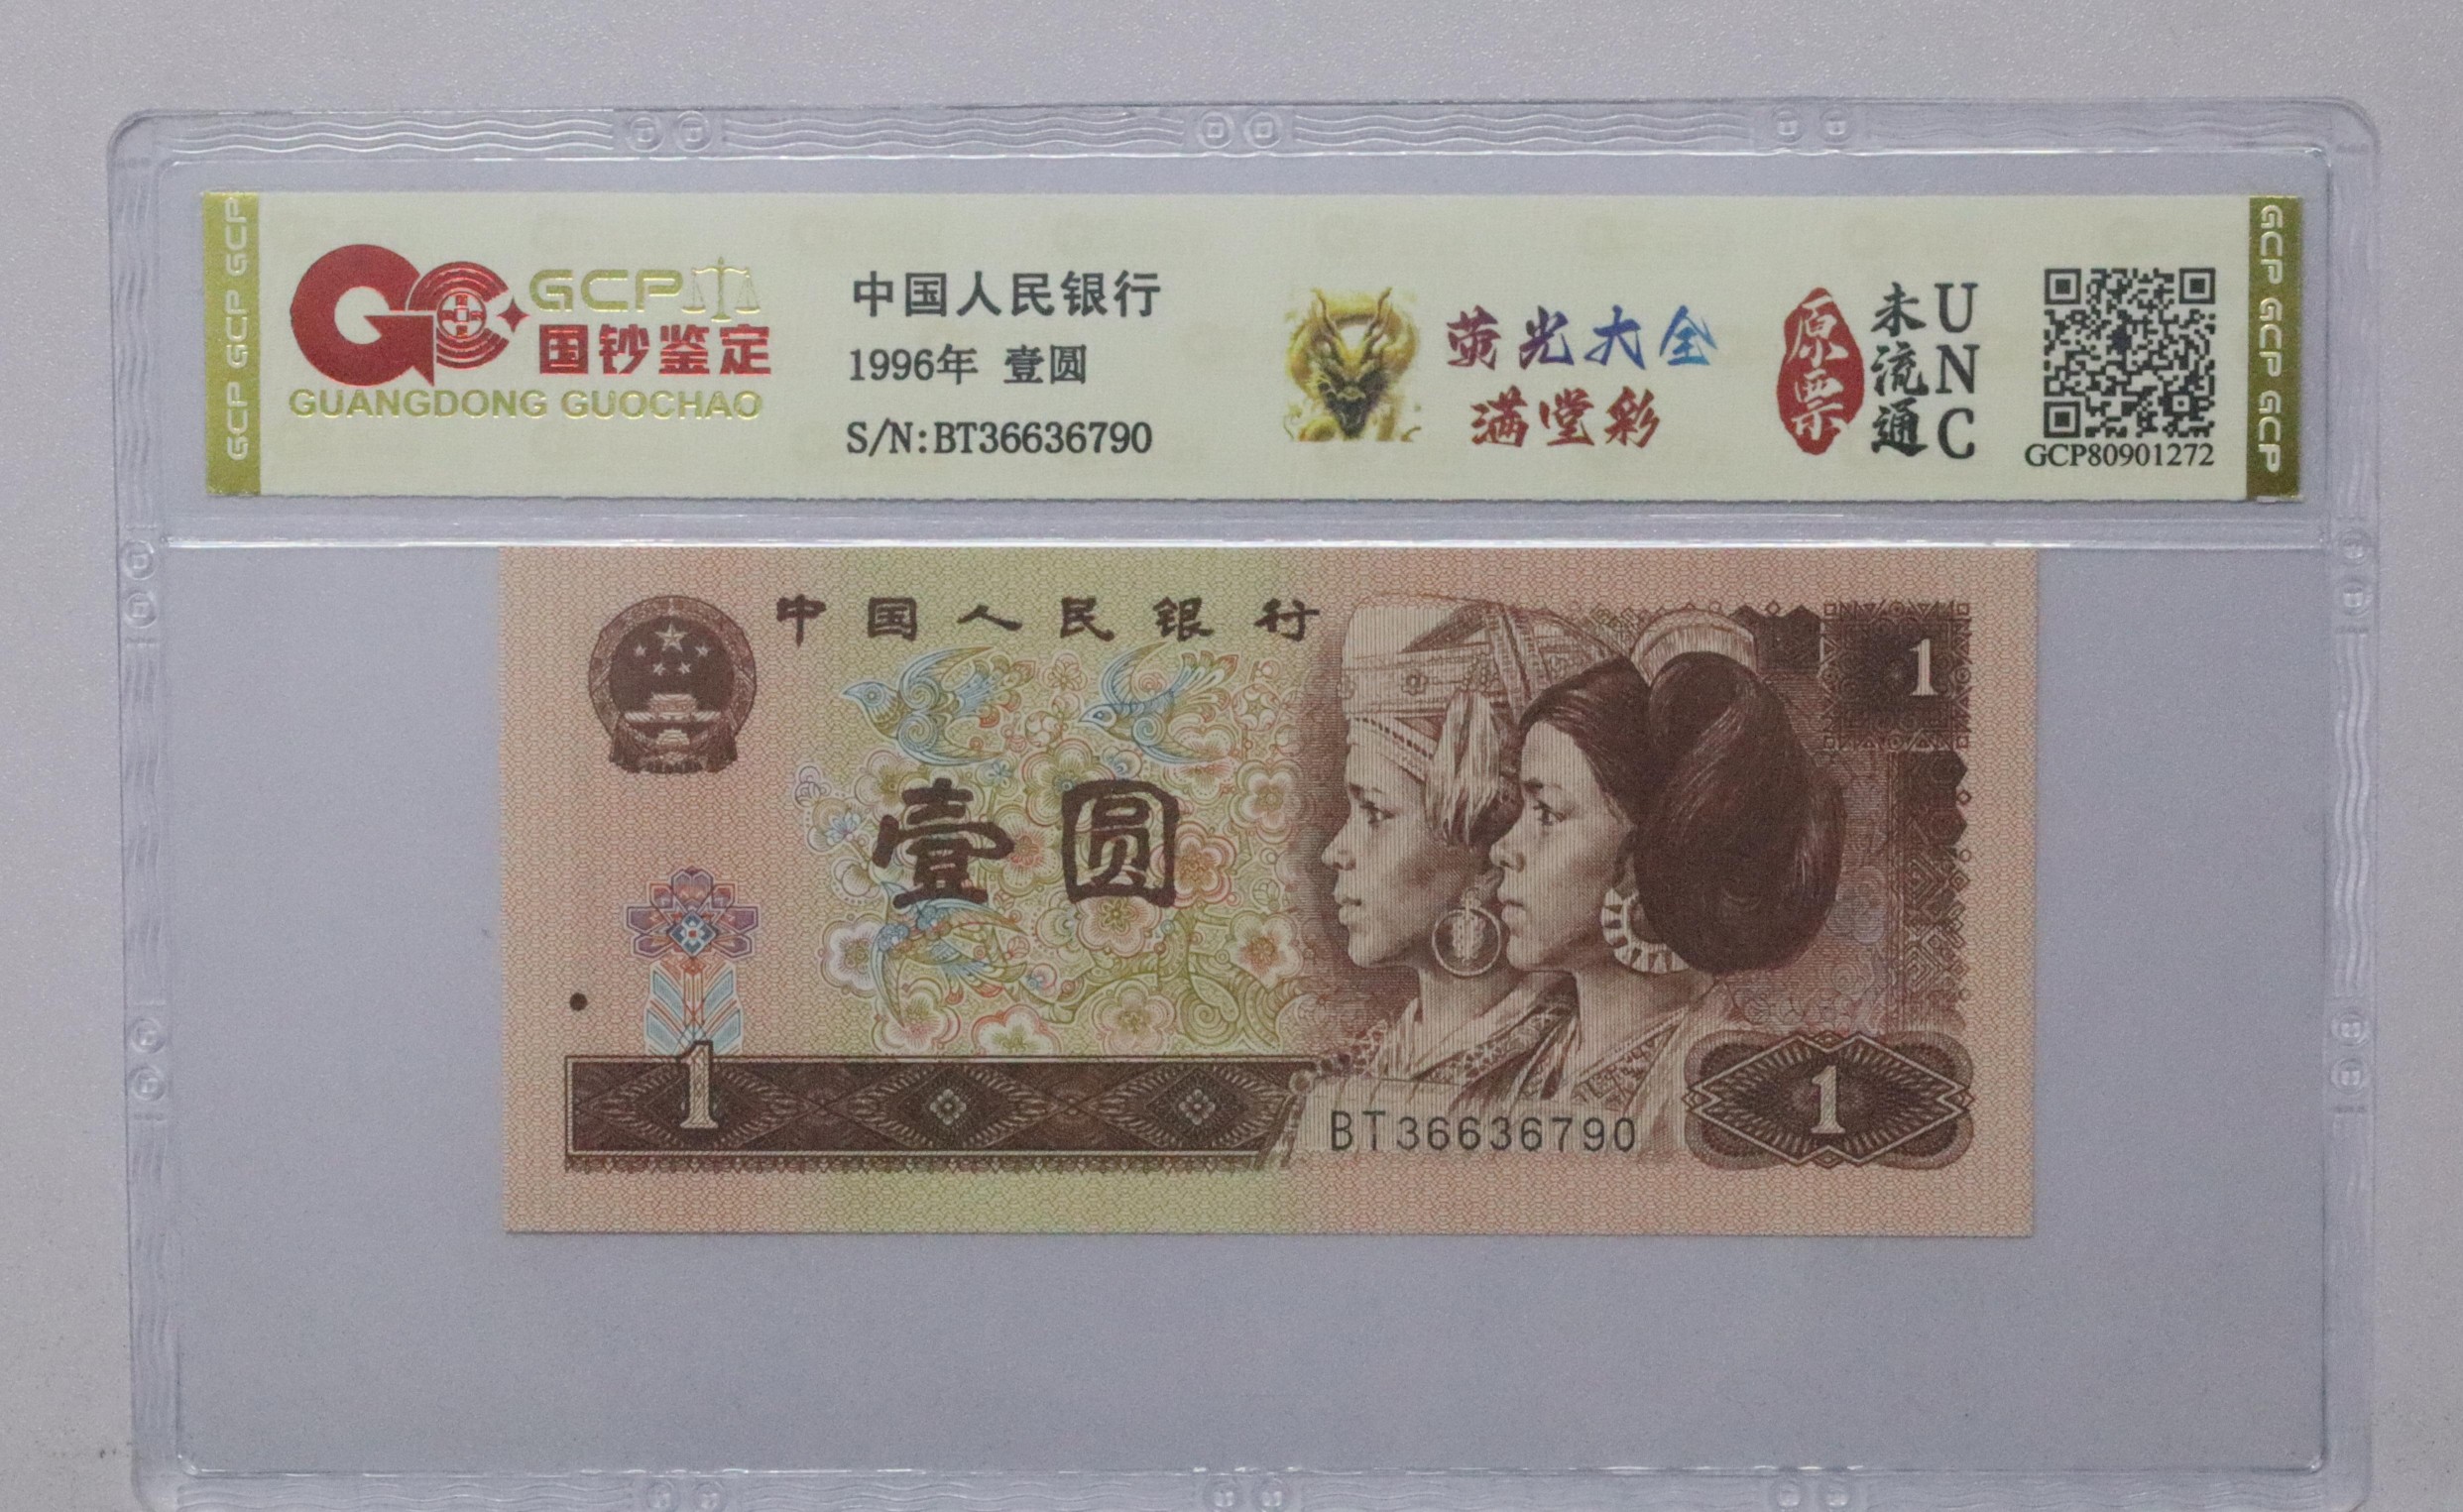 GCP GCP GCP
GCP
国钞鉴定
GUANGDONG GUOCHAO
中国人民银行
1996年 壹圆
S/N:BT36636790
荧光大全
满堂彩
原票
未流通
UNC
GCP80901272
GCP GCP GCP
中国人民银行
1
壹圆
1
BT36636790
1